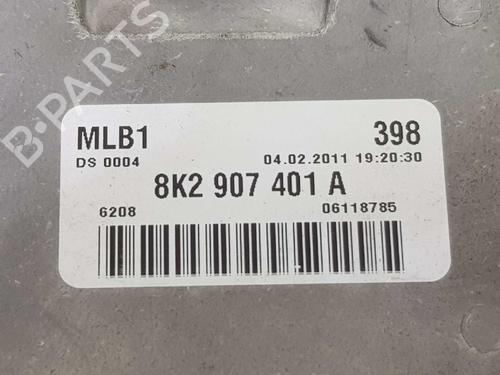 B-PARTS
MLB1 398
DS 0004 04.02.2011 19:20:30
8K2 907 401 A
6208 06118785